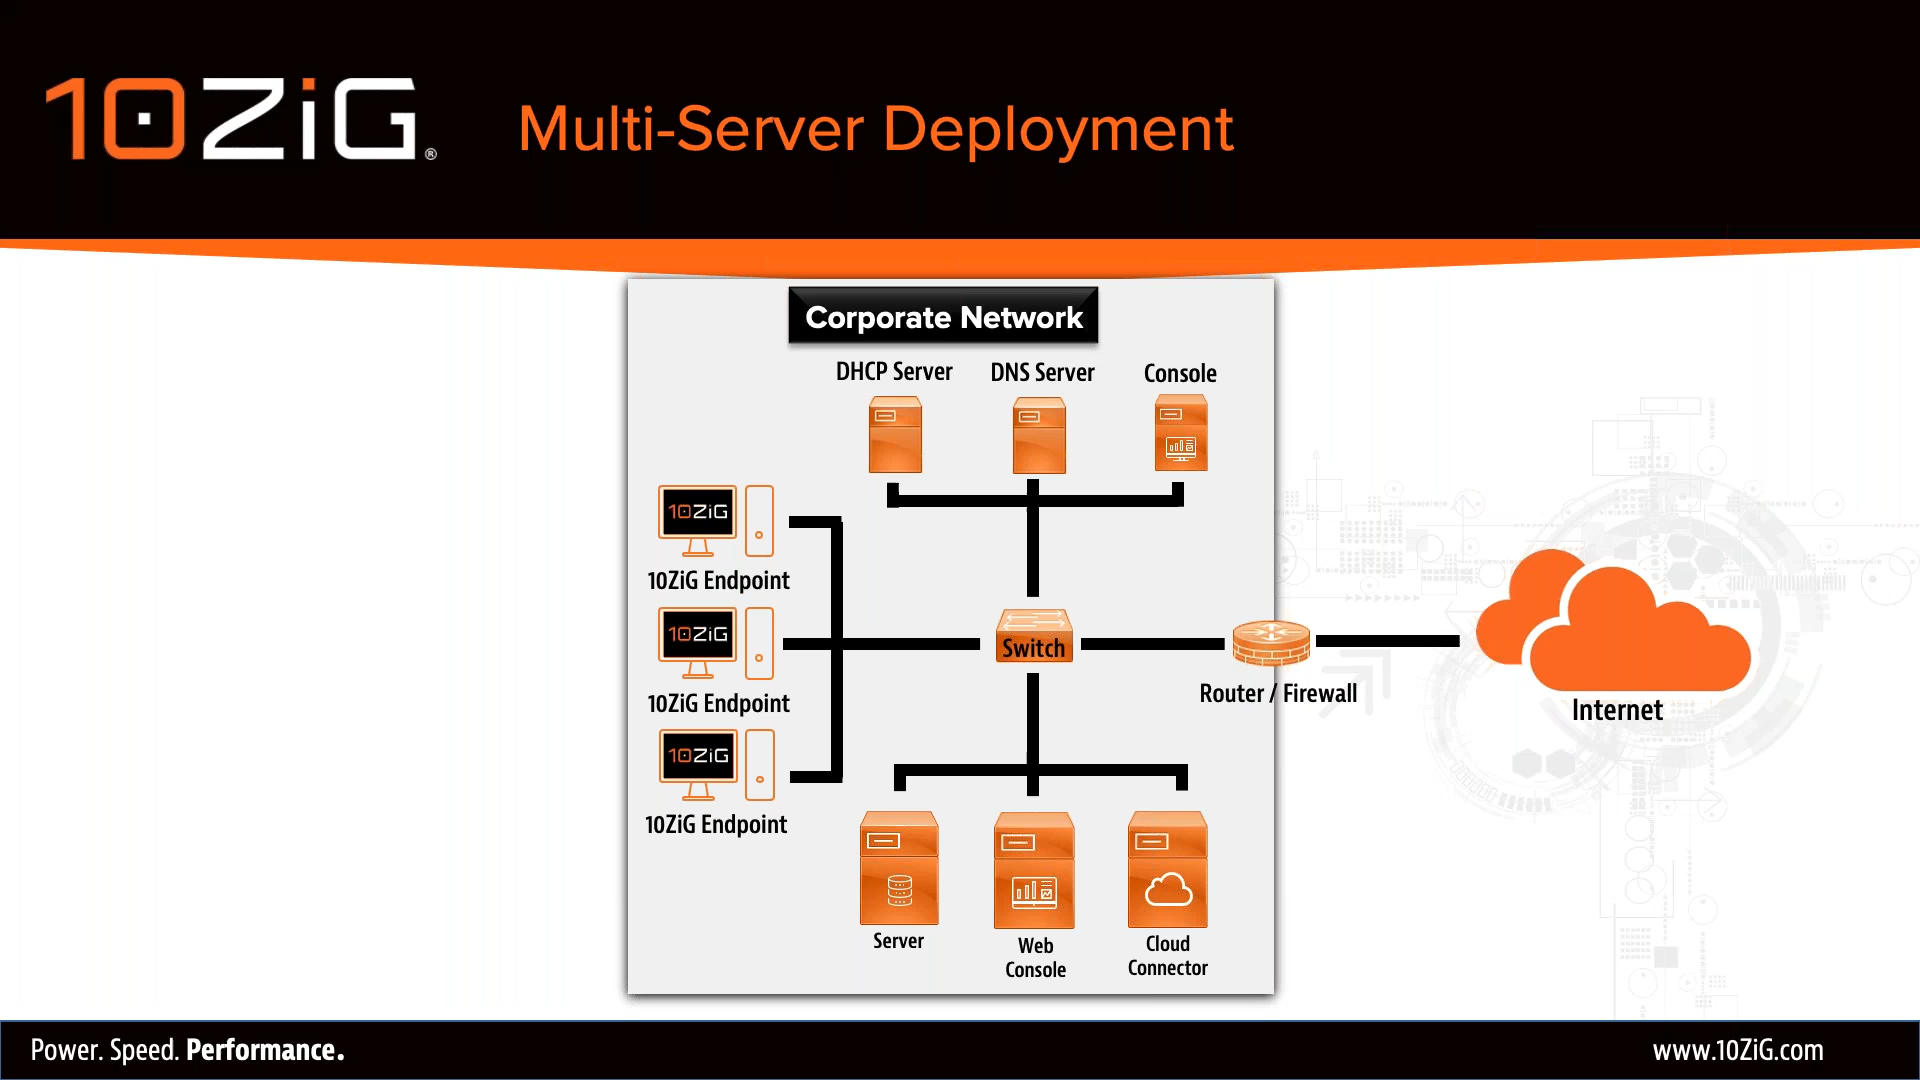 10ZiG®
Multi-Server Deployment
Corporate Network
DHCP Server
DNS Server
Console
10ZiG
10ZiG Endpoint
10ZiG
10ZiG Endpoint
Switch
Router / Firewall
Internet
10ZiG
10ZiG Endpoint
Server
Web
Console
Cloud
Connector
Power. Speed. Performance.
www.10ZiG.com